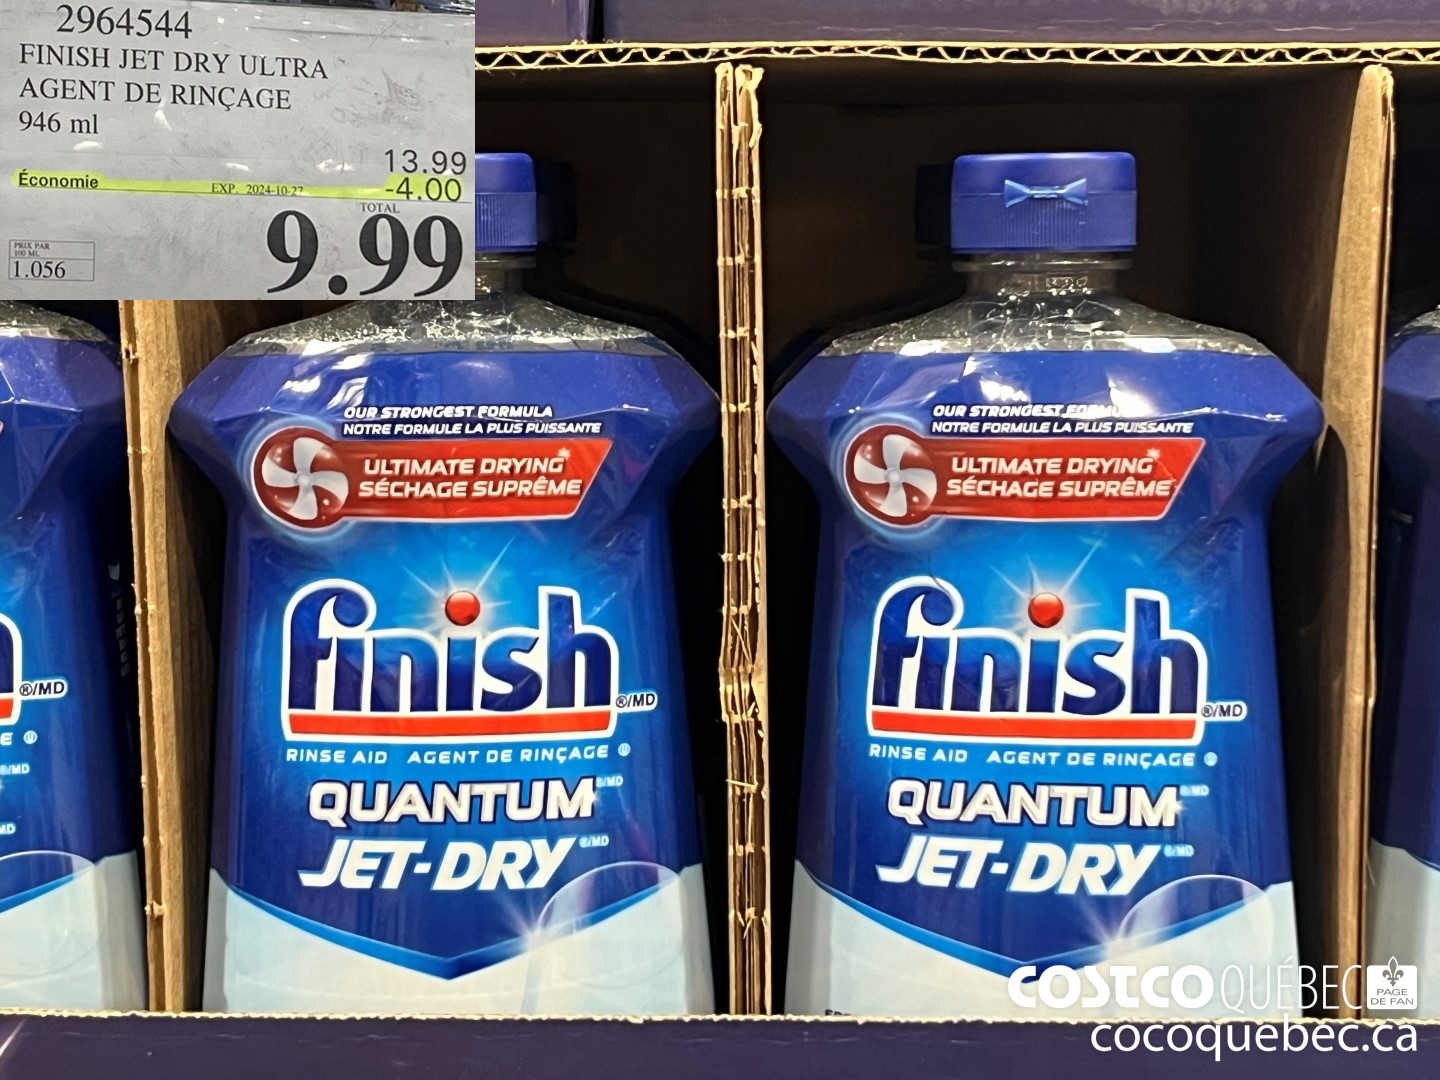 2964544
FINISH JET DRY ULTRA
AGENT DE RINÇAGE
946 ml
13.99
Économie EXP. 2024-10-27 -4.00
TOTAL
9.99
PRIX PAR
100 ML
1.056
OUR STRONGEST FORMULA
NOTRE FORMULE LA PLUS PUISSANTE
ULTIMATE DRYING
SÉCHAGE SUPRÊME
finish ®/MD
RINSE AID AGENT DE RINÇAGE
QUANTUM ®/MD
JET-DRY ®/MD
OUR STRONGEST FORMU
NOTRE FORMULE LA PLUS PUISSANTE
ULTIMATE DRYING
SÉCHAGE SUPRÊME
finish ®/MD
RINSE AID AGENT DE RINÇAGE
QUANTUM ®/MD
JET-DRY ®/MD
®/MD
E
®/MD
MD
COSTCO QUÉBEC PAGE DE FAN
cocoquebec.ca